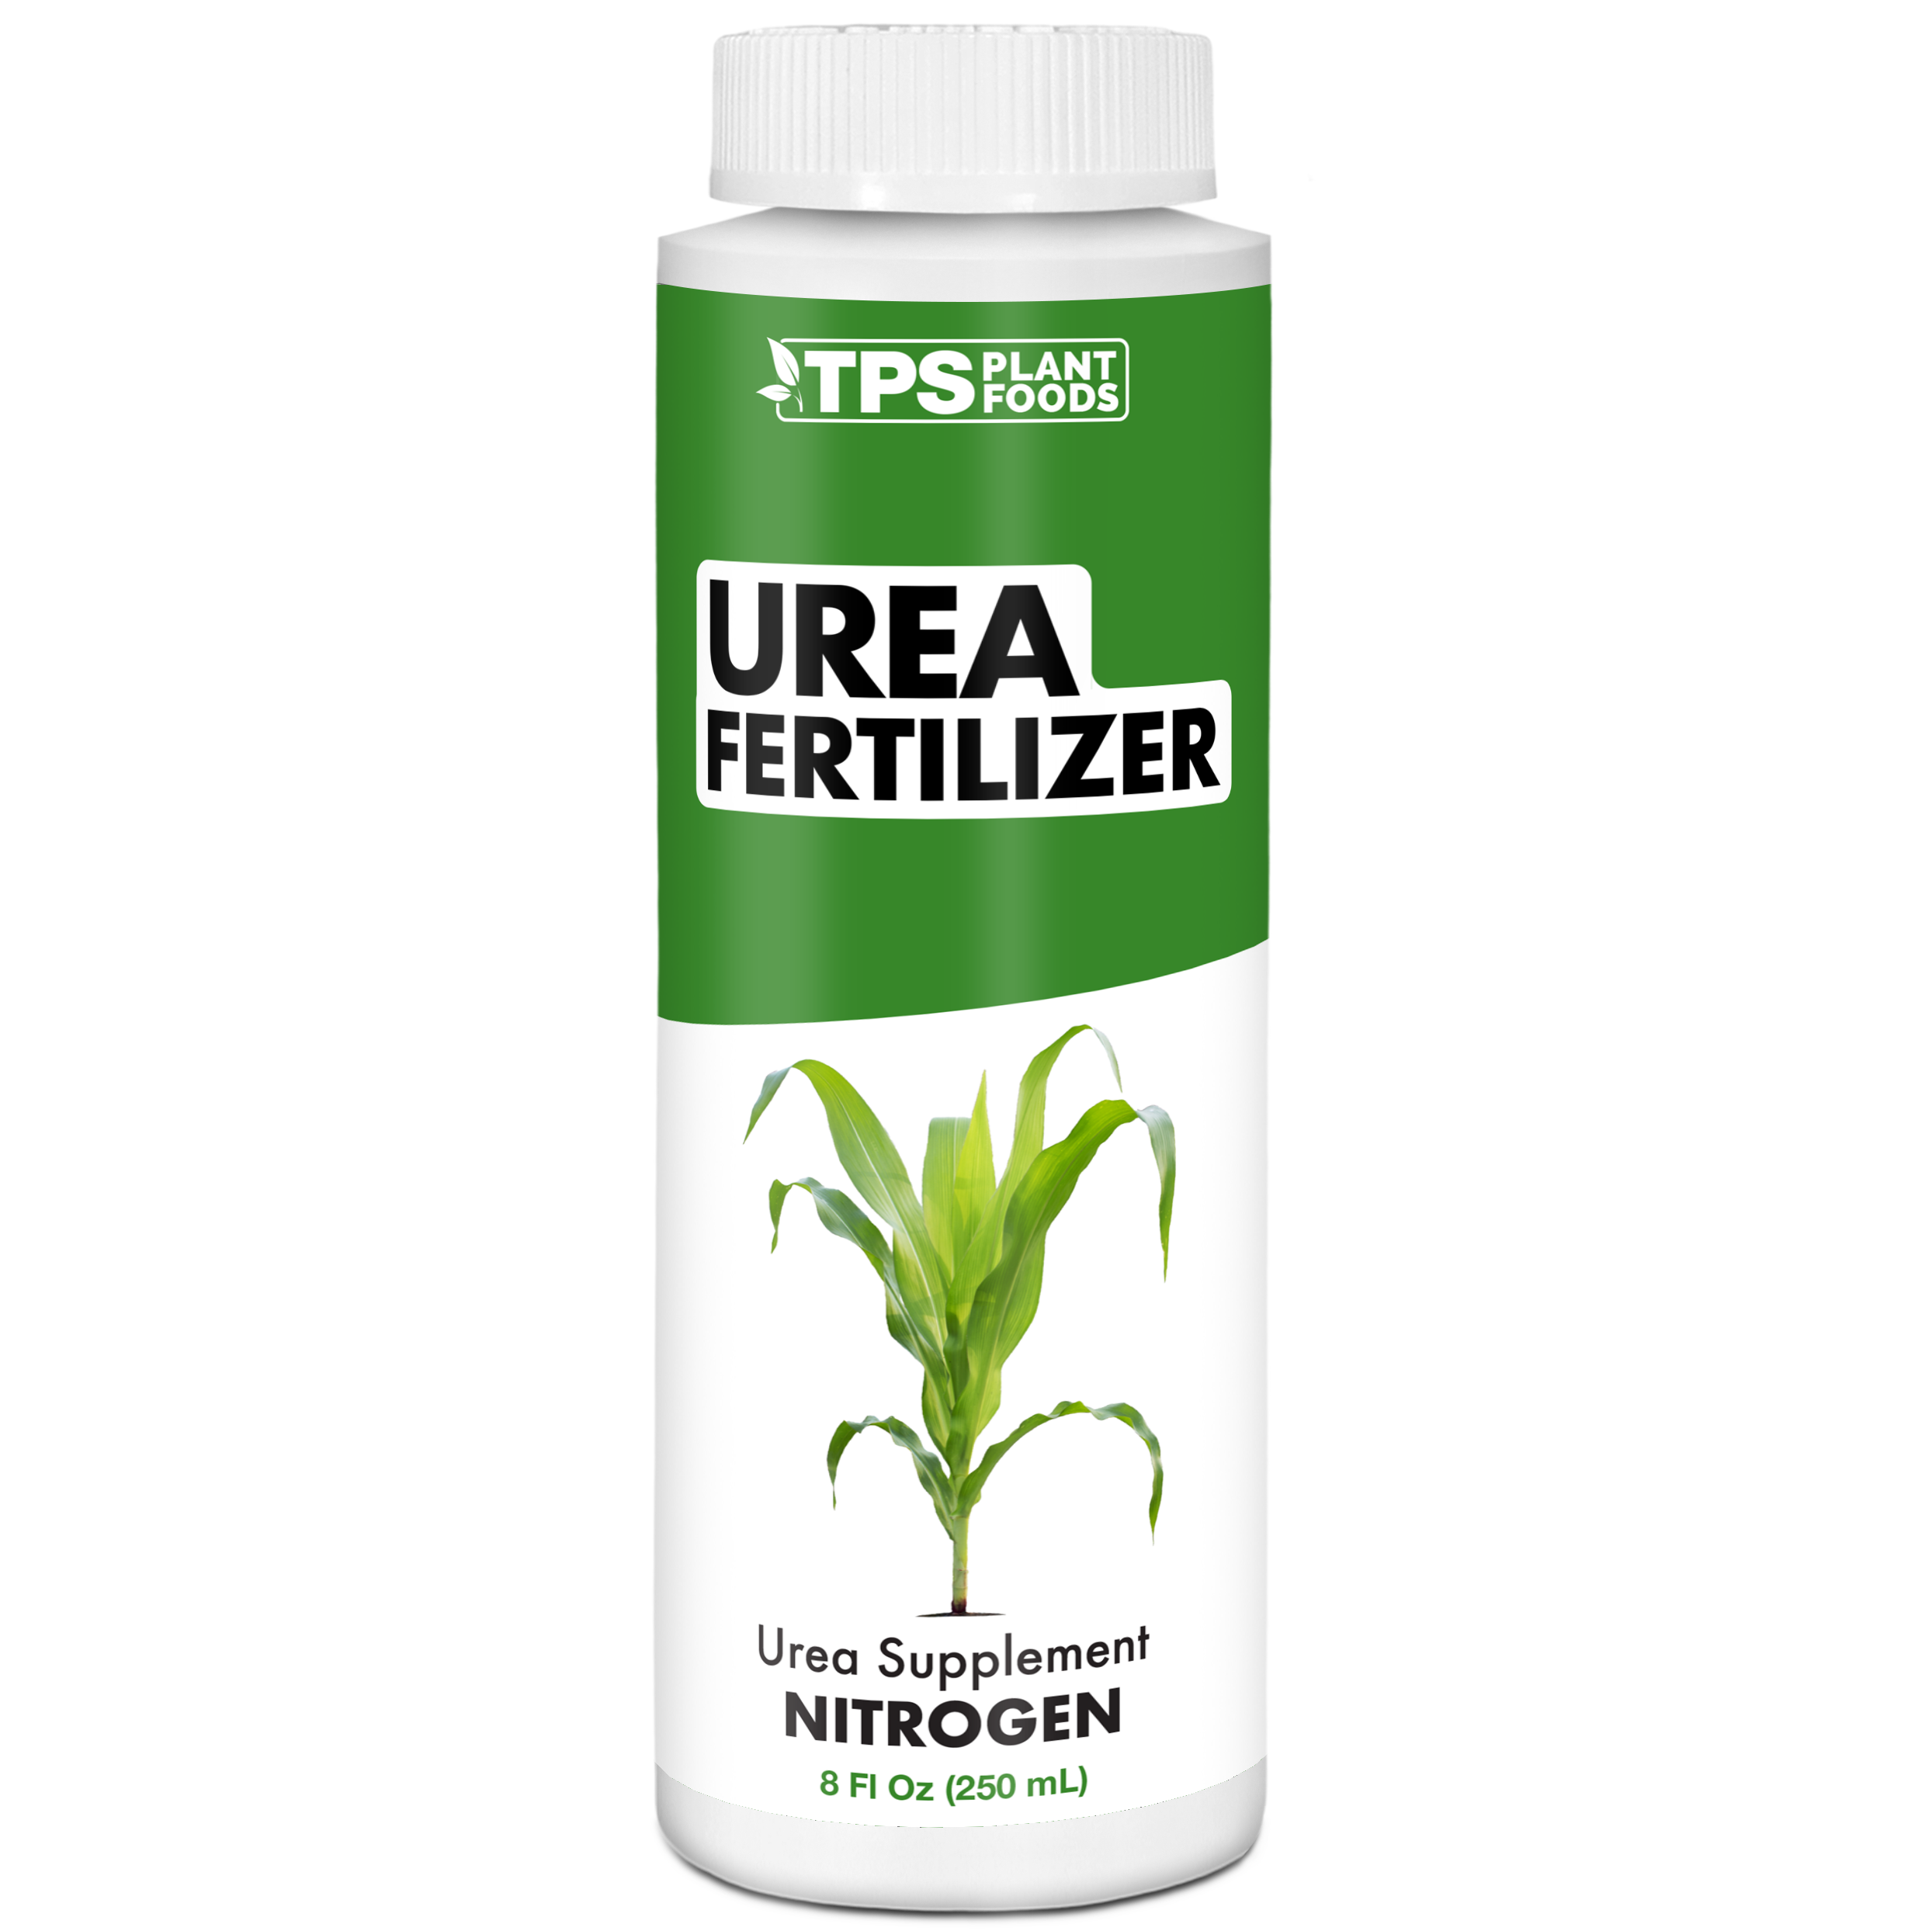 TPS PLANT FOODS
UREA
FERTILIZER
Urea Supplement
NITROGEN
8 Fl Oz (250 mL)